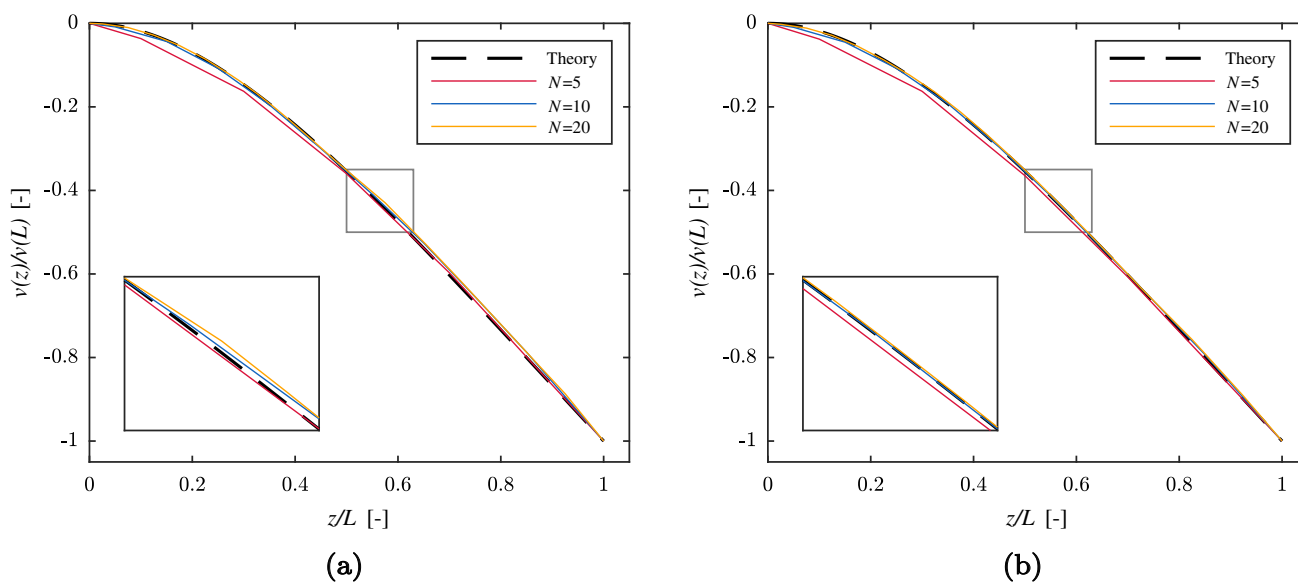 0
-0.2
-0.4
-0.6
-0.8
-1
v(z)/v(L) [-]
0
0.2
0.4
0.6
0.8
1
z/L [-]
Theory
N=5
N=10
N=20
(a)
0
-0.2
-0.4
-0.6
-0.8
-1
v(z)/v(L) [-]
0
0.2
0.4
0.6
0.8
1
z/L [-]
Theory
N=5
N=10
N=20
(b)